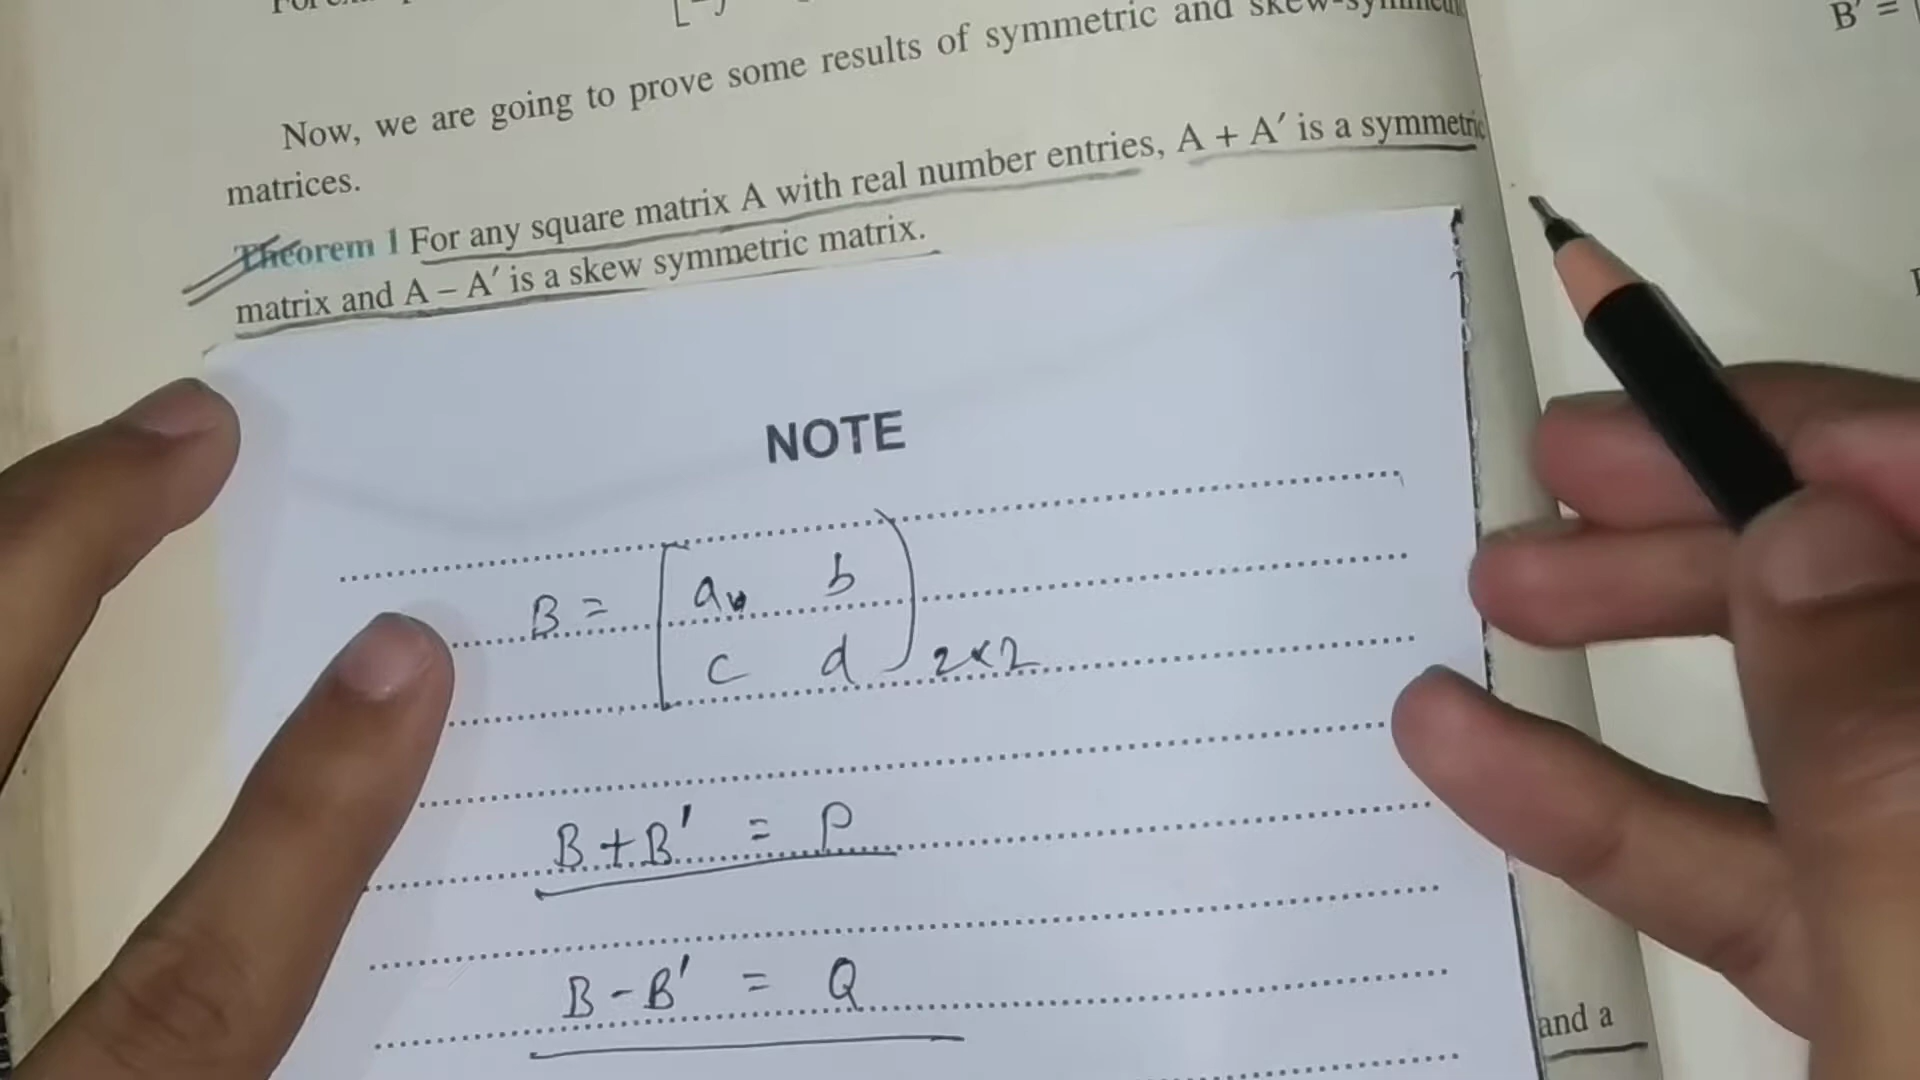 Now, we are going to prove some results of symmetric and
matrices.
Theorem 1 For any square matrix A with real number entries, A + A′ is a symmetric
matrix and A – A′ is a skew symmetric matrix.
NOTE
B = [a b
c d) 2×2
B+B' = P
B-B' = Q
B′ =
and a